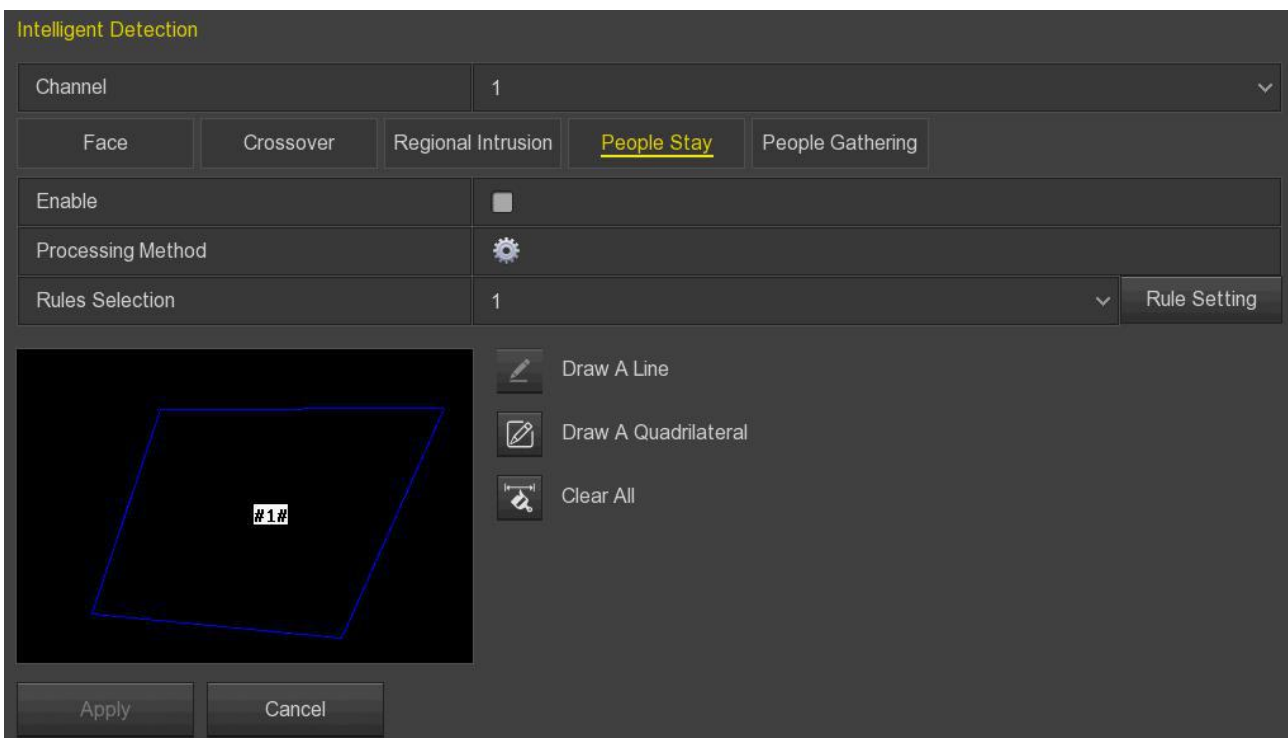 Intelligent Detection
Channel 1
Face Crossover Regional Intrusion People Stay People Gathering
Enable
Processing Method
Rules Selection 1 Rule Setting
Draw A Line
Draw A Quadrilateral
Clear All
#1#
Apply Cancel